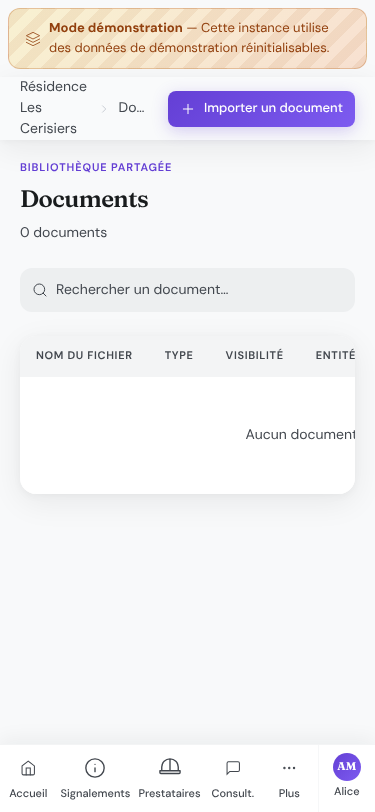 Mode démonstration — Cette instance utilise
des données de démonstration réinitialisables.
Résidence
Les
Cerisiers
Do...
Importer un document
BIBLIOTHÈQUE PARTAGÉE
Documents
0 documents
Rechercher un document...
NOM DU FICHIER TYPE VISIBILITÉ ENTITÉ
Aucun document
Accueil Signalements Prestataires Consult. Plus AM Alice